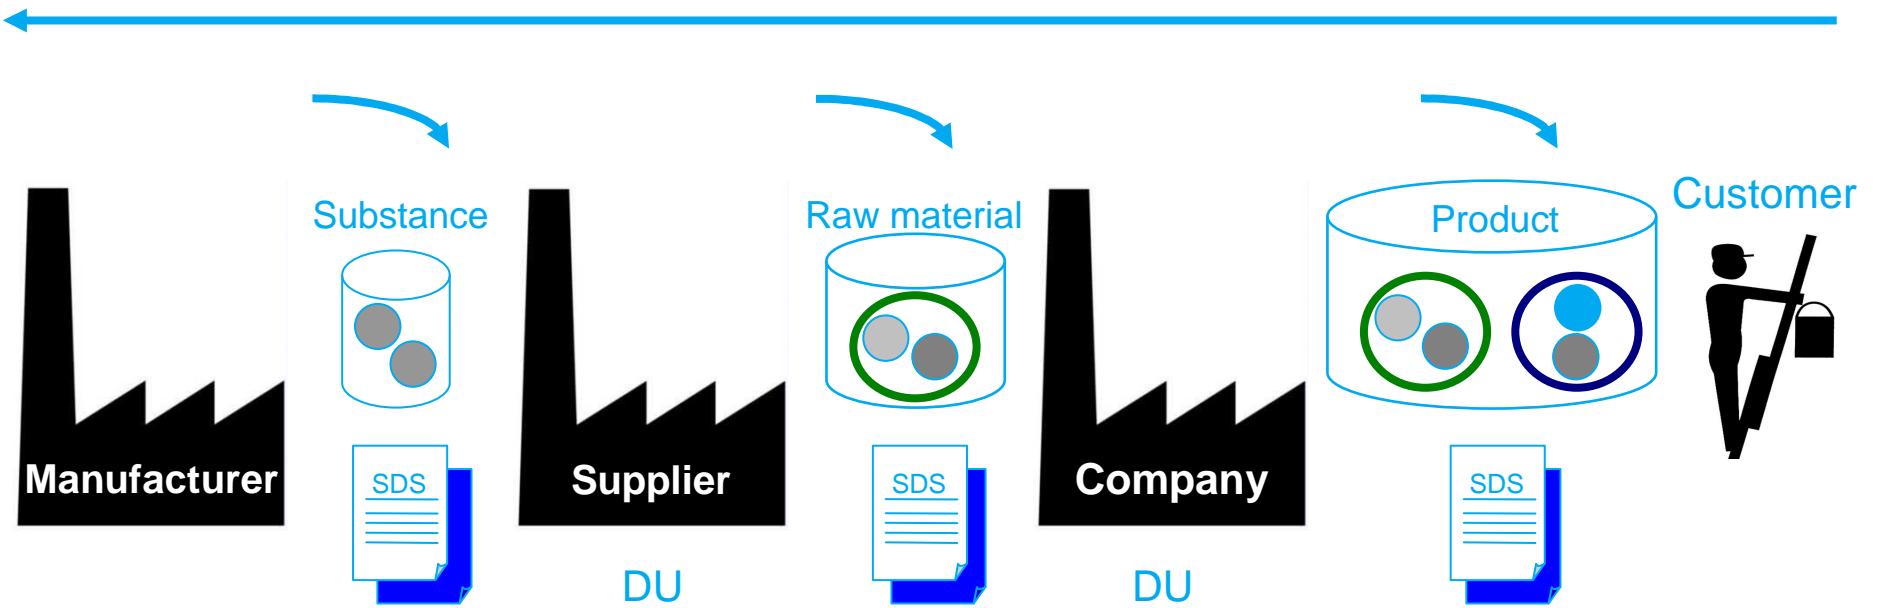 Substance
Raw material
Product
Customer
Manufacturer
Supplier
Company
SDS
SDS
SDS
DU
DU